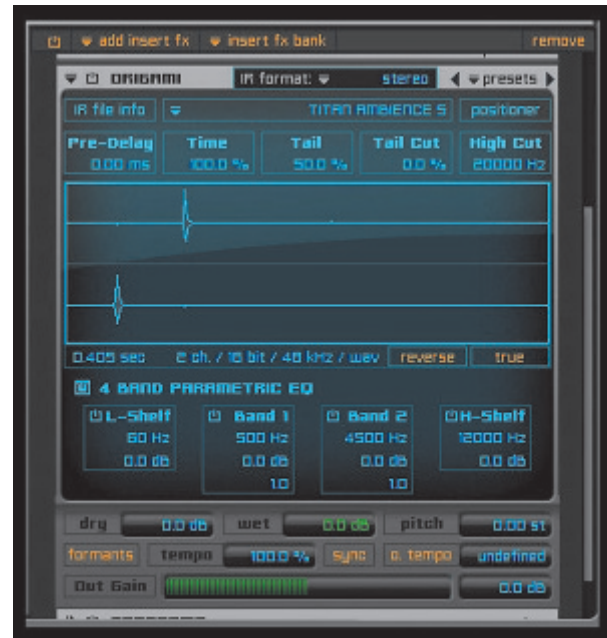 add insert fx insert fx bank remove
ORIGAMI IR format: stereo presets
IR file info TITAN AMBIENCE S positioner
Pre-Delay Time Tail Tail Cut High Cut
0.00 ms 100.0 % 50.0 % 0.0 % 20000 Hz
0.405 sec 2 ch. / 16 bit / 48 kHz / wav reverse true
4 BAND PARAMETRIC EQ
L-Shelf Band 1 Band 2 H-Shelf
60 Hz 500 Hz 4500 Hz 12000 Hz
0.0 dB 0.0 dB 0.0 dB 0.0 dB
1.0 1.0
dry 0.0 dB wet 0.0 dB pitch 0.00 st
formants tempo 100.0 % sync o. tempo undefined
Out Gain 0.0 dB